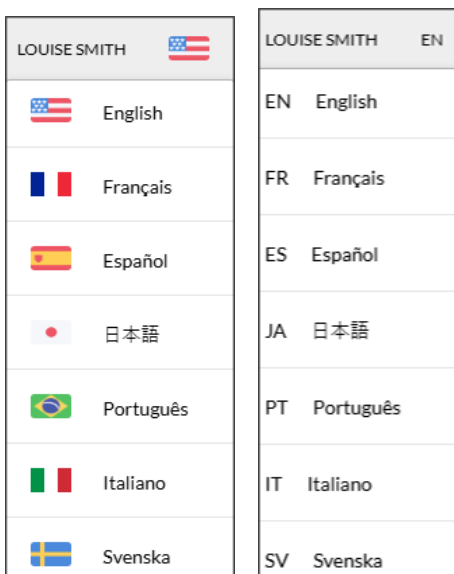 LOUISE SMITH
English
Français
Español
日本語
Português
Italiano
Svenska
LOUISE SMITH EN
EN English
FR Français
ES Español
JA 日本語
PT Português
IT Italiano
SV Svenska